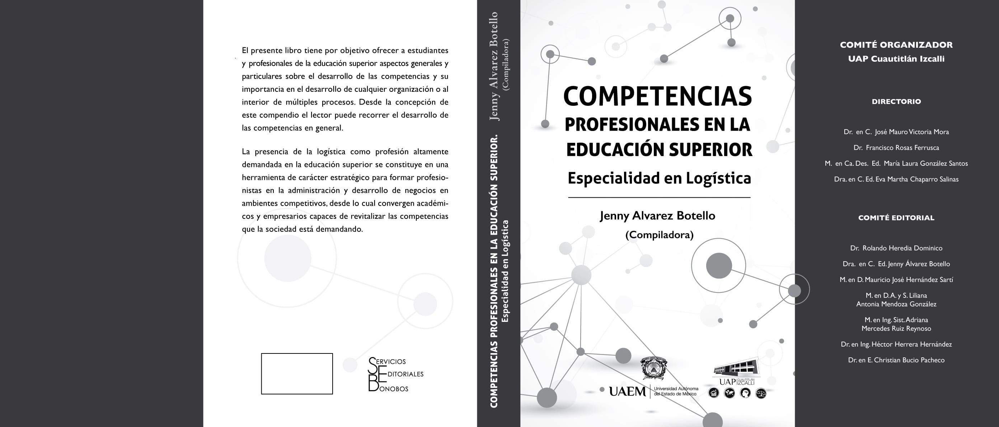 El presente libro tiene por objetivo ofrecer a estudiantes
y profesionales de la educación superior aspectos generales y
particulares sobre el desarrollo de las competencias y su
importancia en el desarrollo de cualquier organización o al
interior de múltiples procesos. Desde la concepción de
este compendio el lector puede recorrer el desarrollo de
las competencias en general.
La presencia de la logística como profesión altamente
demandada en la educación superior se constituye en una
herramienta de carácter estratégico para formar profesio-
nistas en la administración y desarrollo de negocios en
ambientes competitivos, desde lo cual convergen académi-
cos y empresarios capaces de revitalizar las competencias
que la sociedad está demandando.
SERVICIOS
EDITORIALES
BONOBOS
COMPETENCIAS PROFESIONALES EN LA EDUCACIÓN SUPERIOR.
Especialidad en Logística
Jenny Alvarez Botello
(Compiladora)
COMPETENCIAS
PROFESIONALES EN LA
EDUCACIÓN SUPERIOR
Especialidad en Logística
Jenny Alvarez Botello
(Compiladora)
UAEM
Universidad Autónoma
del Estado de México
UAP
CUAUTITLÁN
IZCALLI
COMITÉ ORGANIZADOR
UAP Cuautitlán Izcalli
DIRECTORIO
Dr. en C. José Mauro Victoria Mora
Dr. Francisco Rosas Ferrusca
M. en Ca. Des. Ed. María Laura González Santos
Dra. en C. Ed. Eva Martha Chaparro Salinas
COMITÉ EDITORIAL
Dr. Rolando Heredia Dominico
Dra. en C. Ed. Jenny Álvarez Botello
M. en D. Mauricio José Hernández Sartí
M. en D. A. y S. Liliana
Antonia Mendoza González
M. en Ing. Sist. Adriana
Mercedes Ruiz Reynoso
Dr. en Ing. Héctor Herrera Hernández
Dr. en E. Christian Bucio Pacheco